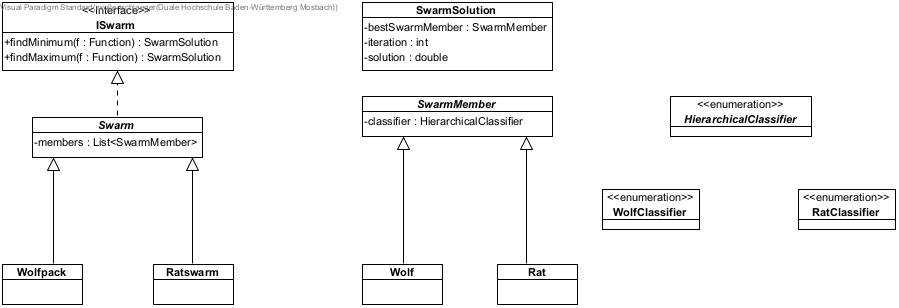 Visual Paradigm Standard (Duale Hochschule Baden-Württemberg Mosbach))
<<Interface>>
ISwarm
+findMinimum(f : Function) : SwarmSolution
+findMaximum(f : Function) : SwarmSolution
SwarmSolution
-bestSwarmMember : SwarmMember
-iteration : int
-solution : double
Swarm
-members : List<SwarmMember>
SwarmMember
-classifier : HierarchicalClassifier
<<enumeration>>
HierarchicalClassifier
<<enumeration>>
WolfClassifier
<<enumeration>>
RatClassifier
Wolfpack
Ratswarm
Wolf
Rat